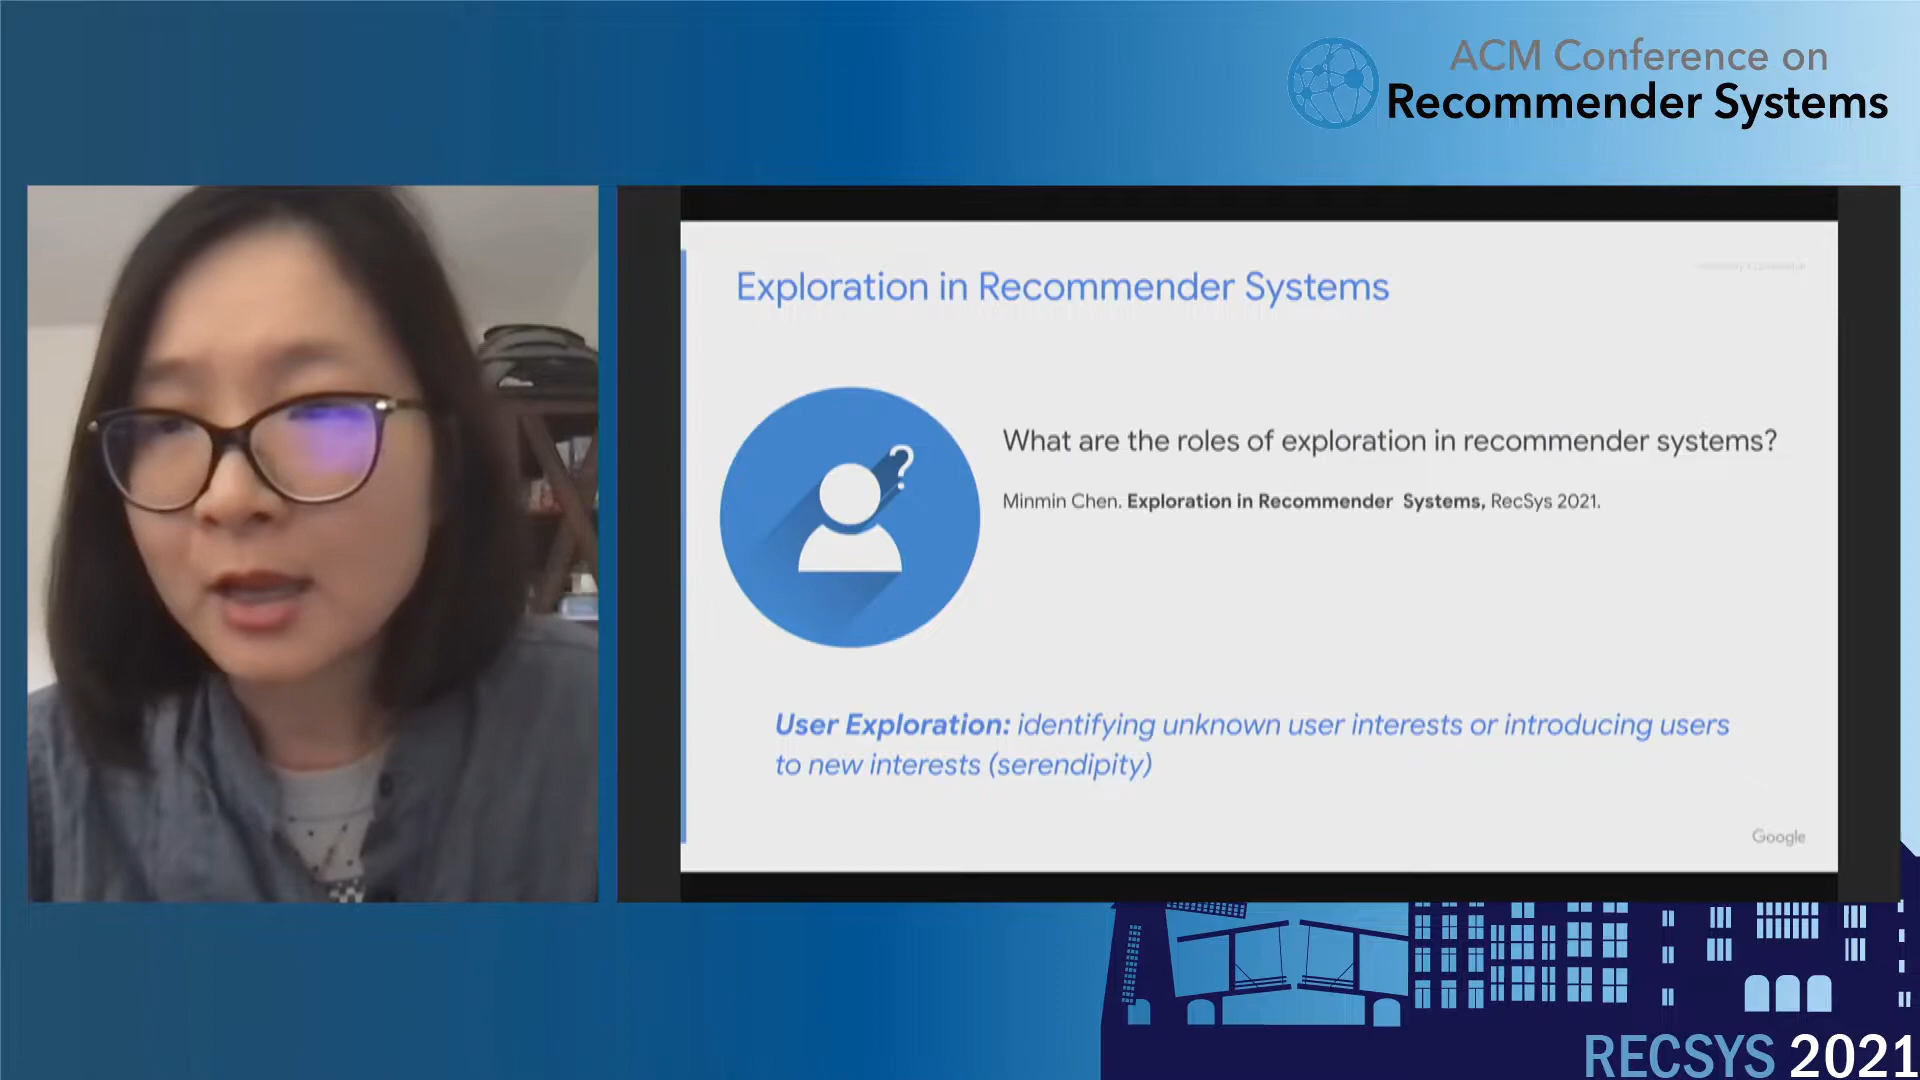 ACM Conference on
Recommender Systems
Exploration in Recommender Systems
?
What are the roles of exploration in recommender systems?
Minmin Chen. Exploration in Recommender Systems, RecSys 2021.
User Exploration: identifying unknown user interests or introducing users
to new interests (serendipity)
Google
RECSYS 2021